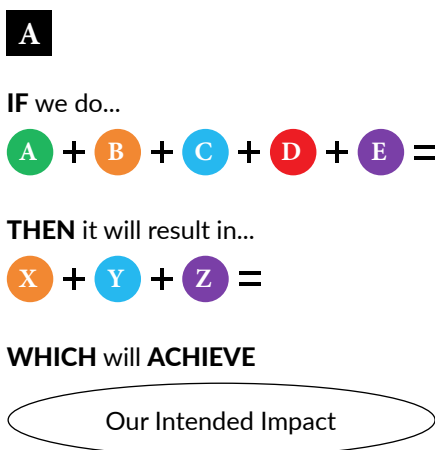 A
IF we do...
A + B + C + D + E =
THEN it will result in...
X + Y + Z =
WHICH will ACHIEVE
Our Intended Impact